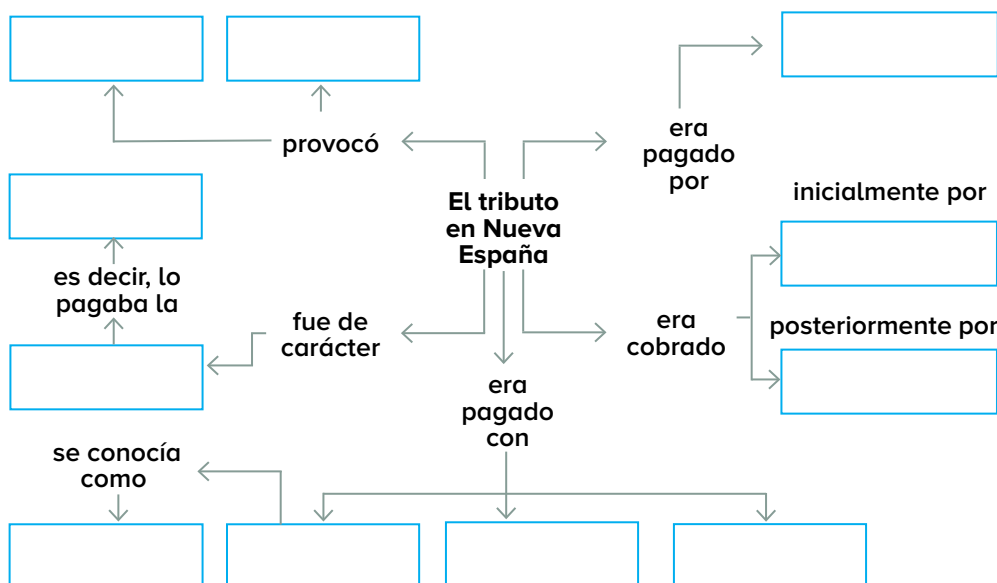 provocó
era
pagado
por
El tributo
en Nueva
España
inicialmente por
es decir, lo
pagaba la
fue de
carácter
era
cobrado
posteriormente por
era
pagado
con
se conocía
como